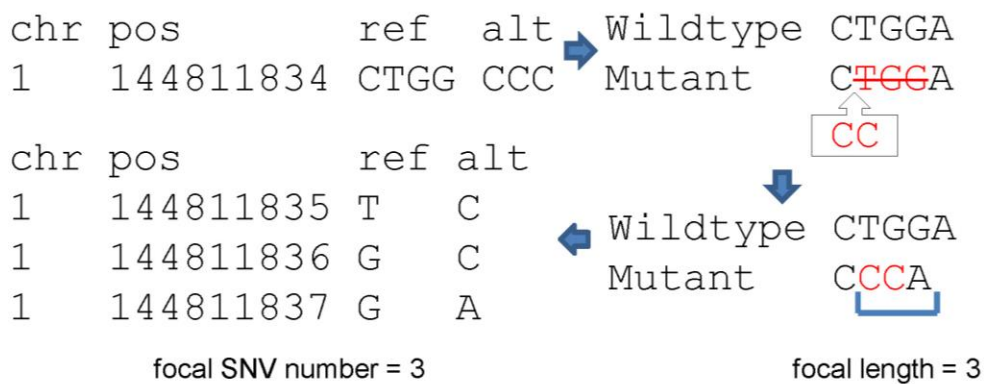 chr pos ref alt
1 144811834 CTGG CCC
Wildtype CTGGA
Mutant CTGGA
CC
Wildtype CTGGA
Mutant CCCA
chr pos ref alt
1 144811835 T C
1 144811836 G C
1 144811837 G A
focal SNV number = 3
focal length = 3